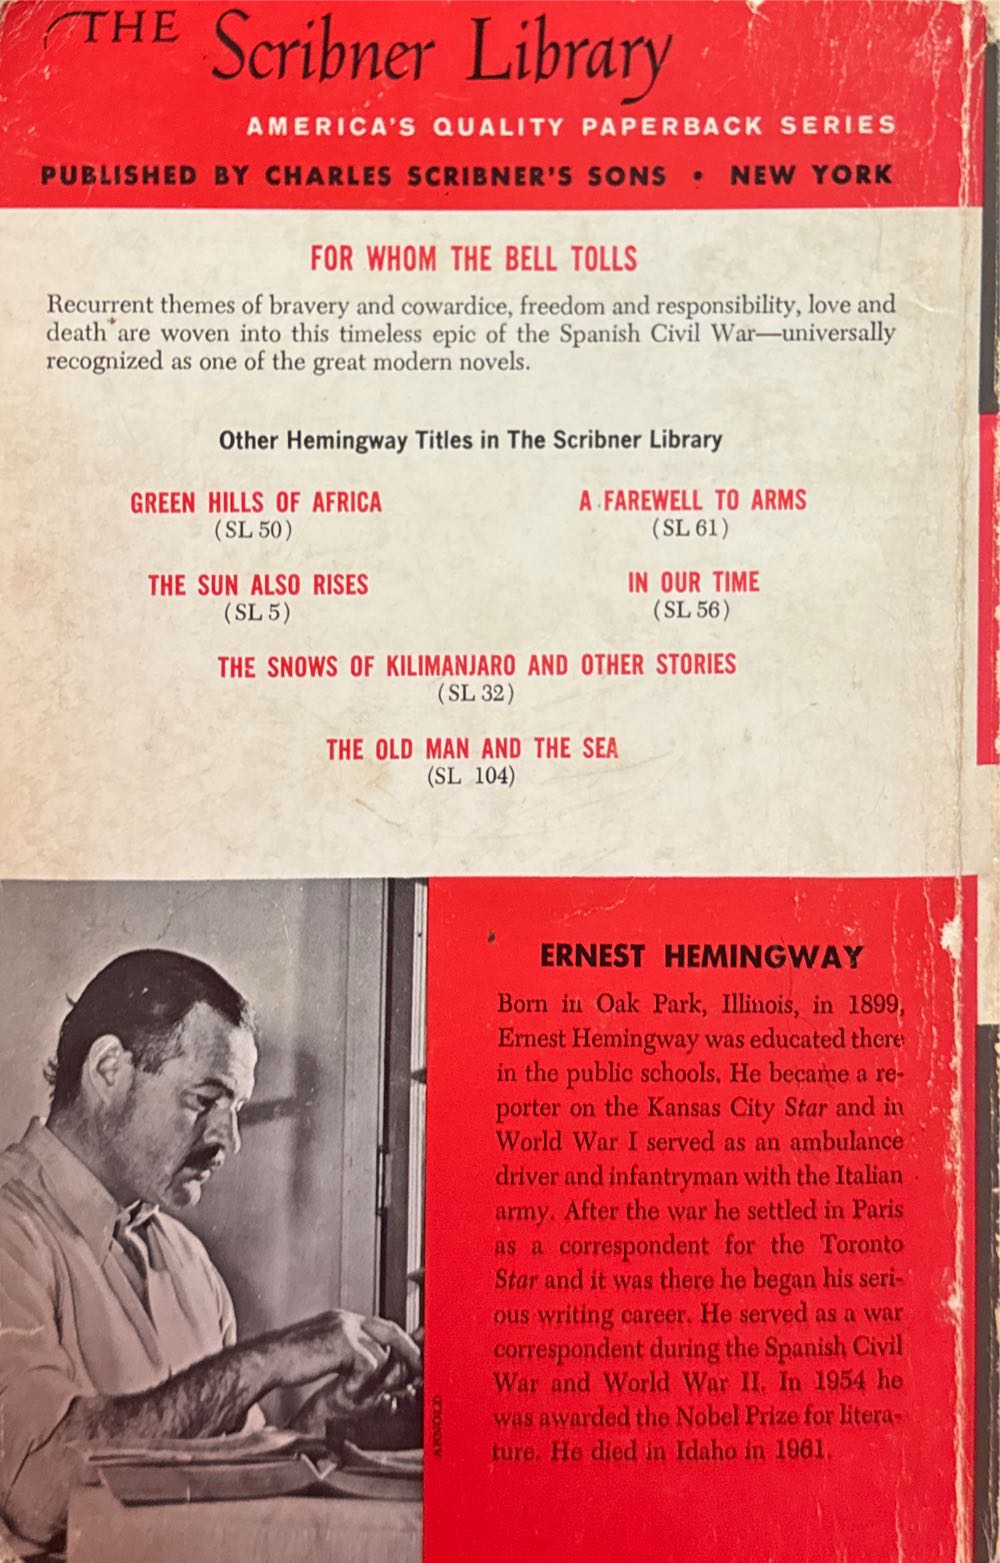 THE Scribner Library
AMERICA'S QUALITY PAPERBACK SERIES
PUBLISHED BY CHARLES SCRIBNER'S SONS • NEW YORK
FOR WHOM THE BELL TOLLS
Recurrent themes of bravery and cowardice, freedom and responsibility, love and
death are woven into this timeless epic of the Spanish Civil War—universally
recognized as one of the great modern novels.
Other Hemingway Titles in The Scribner Library
GREEN HILLS OF AFRICA
(SL 50)
A FAREWELL TO ARMS
(SL 61)
THE SUN ALSO RISES
(SL 5)
IN OUR TIME
(SL 56)
THE SNOWS OF KILIMANJARO AND OTHER STORIES
(SL 32)
THE OLD MAN AND THE SEA
(SL 104)
ERNEST HEMINGWAY
Born in Oak Park, Illinois, in 1899,
Ernest Hemingway was educated there
in the public schools. He became a re-
porter on the Kansas City Star and in
World War I served as an ambulance
driver and infantryman with the Italian
army. After the war he settled in Paris
as a correspondent for the Toronto
Star and it was there he began his seri-
ous writing career. He served as a war
correspondent during the Spanish Civil
War and World War II. In 1954 he
was awarded the Nobel Prize for litera-
ture. He died in Idaho in 1961.
ARNOLD